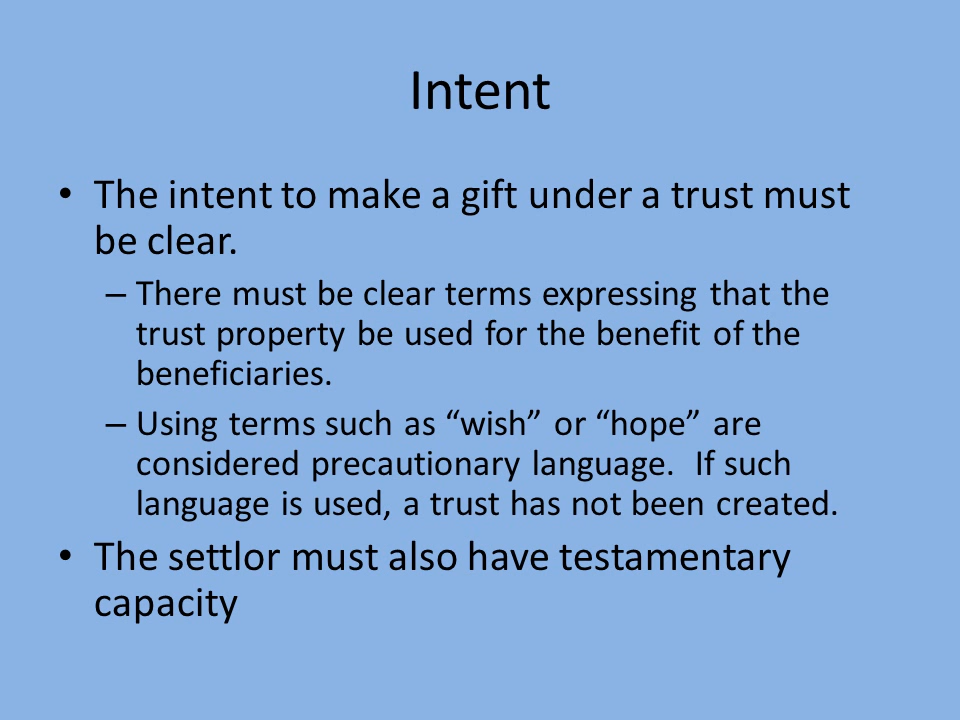 Intent
• The intent to make a gift under a trust must
be clear.
– There must be clear terms expressing that the
trust property be used for the benefit of the
beneficiaries.
– Using terms such as “wish” or “hope” are
considered precautionary language.  If such
language is used, a trust has not been created.
• The settlor must also have testamentary
capacity